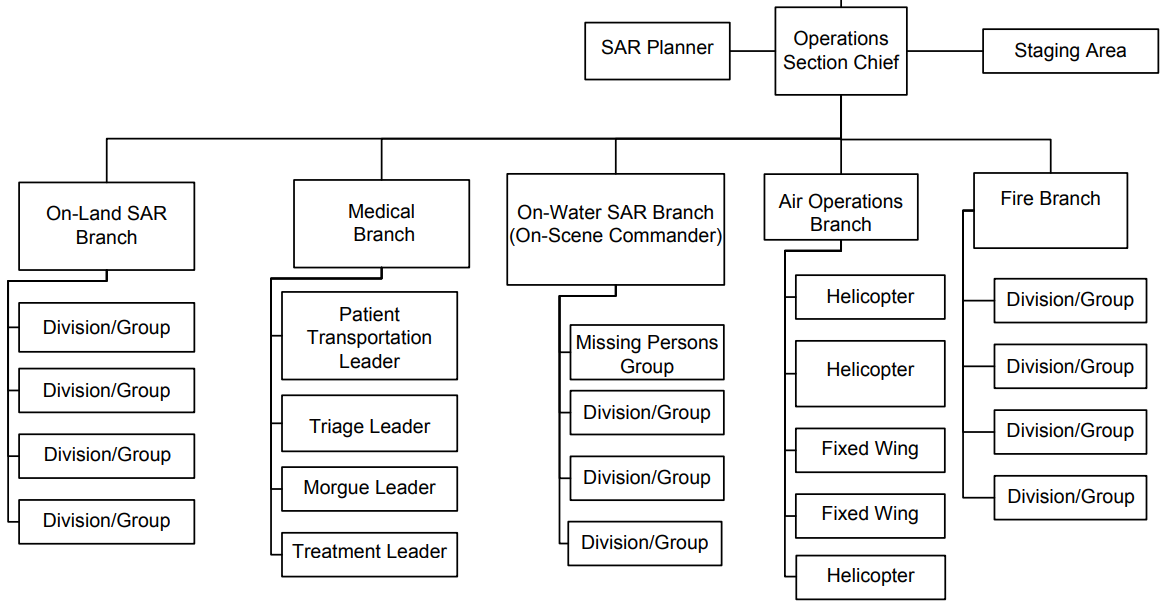 SAR Planner
Operations
Section Chief
Staging Area
On-Land SAR
Branch
Division/Group
Division/Group
Division/Group
Division/Group
Medical
Branch
Patient
Transportation
Leader
Triage Leader
Morgue Leader
Treatment Leader
On-Water SAR Branch
(On-Scene Commander)
Missing Persons
Group
Division/Group
Division/Group
Division/Group
Air Operations
Branch
Helicopter
Helicopter
Fixed Wing
Fixed Wing
Helicopter
Fire Branch
Division/Group
Division/Group
Division/Group
Division/Group